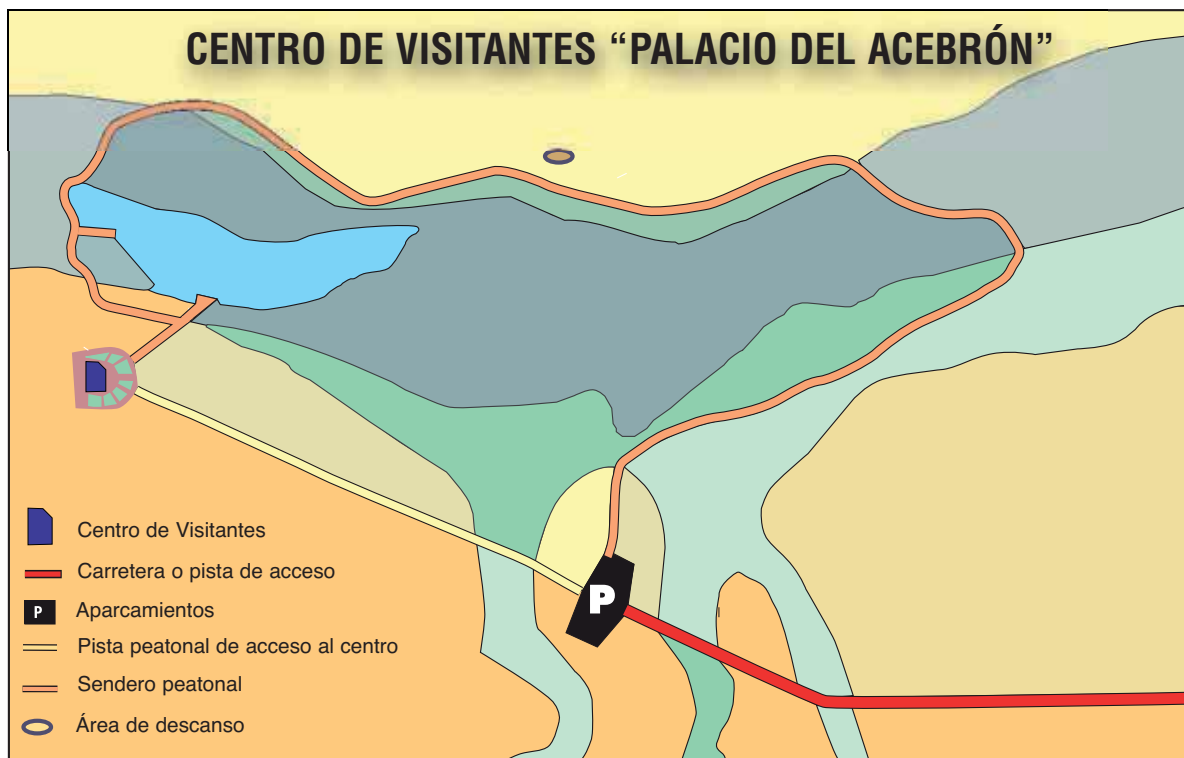 CENTRO DE VISITANTES “PALACIO DEL ACEBRÓN”
Centro de Visitantes
Carretera o pista de acceso
P Aparcamientos
Pista peatonal de acceso al centro
Sendero peatonal
Área de descanso
P